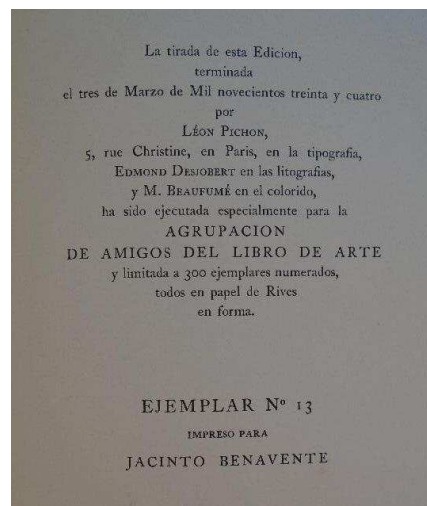 La tirada de esta Edicion,
terminada
el tres de Marzo de Mil novecientos treinta y cuatro
por
LÉON PICHON,
5, rue Christine, en Paris, en la tipografia,
EDMOND DESJOBERT en las litografias,
y M. BEAUFUMÉ en el colorido,
ha sido ejecutada especialmente para la
AGRUPACION
DE AMIGOS DEL LIBRO DE ARTE
y limitada a 300 ejemplares numerados,
todos en papel de Rives
en forma.
EJEMPLAR Nº 13
IMPRESO PARA
JACINTO BENAVENTE